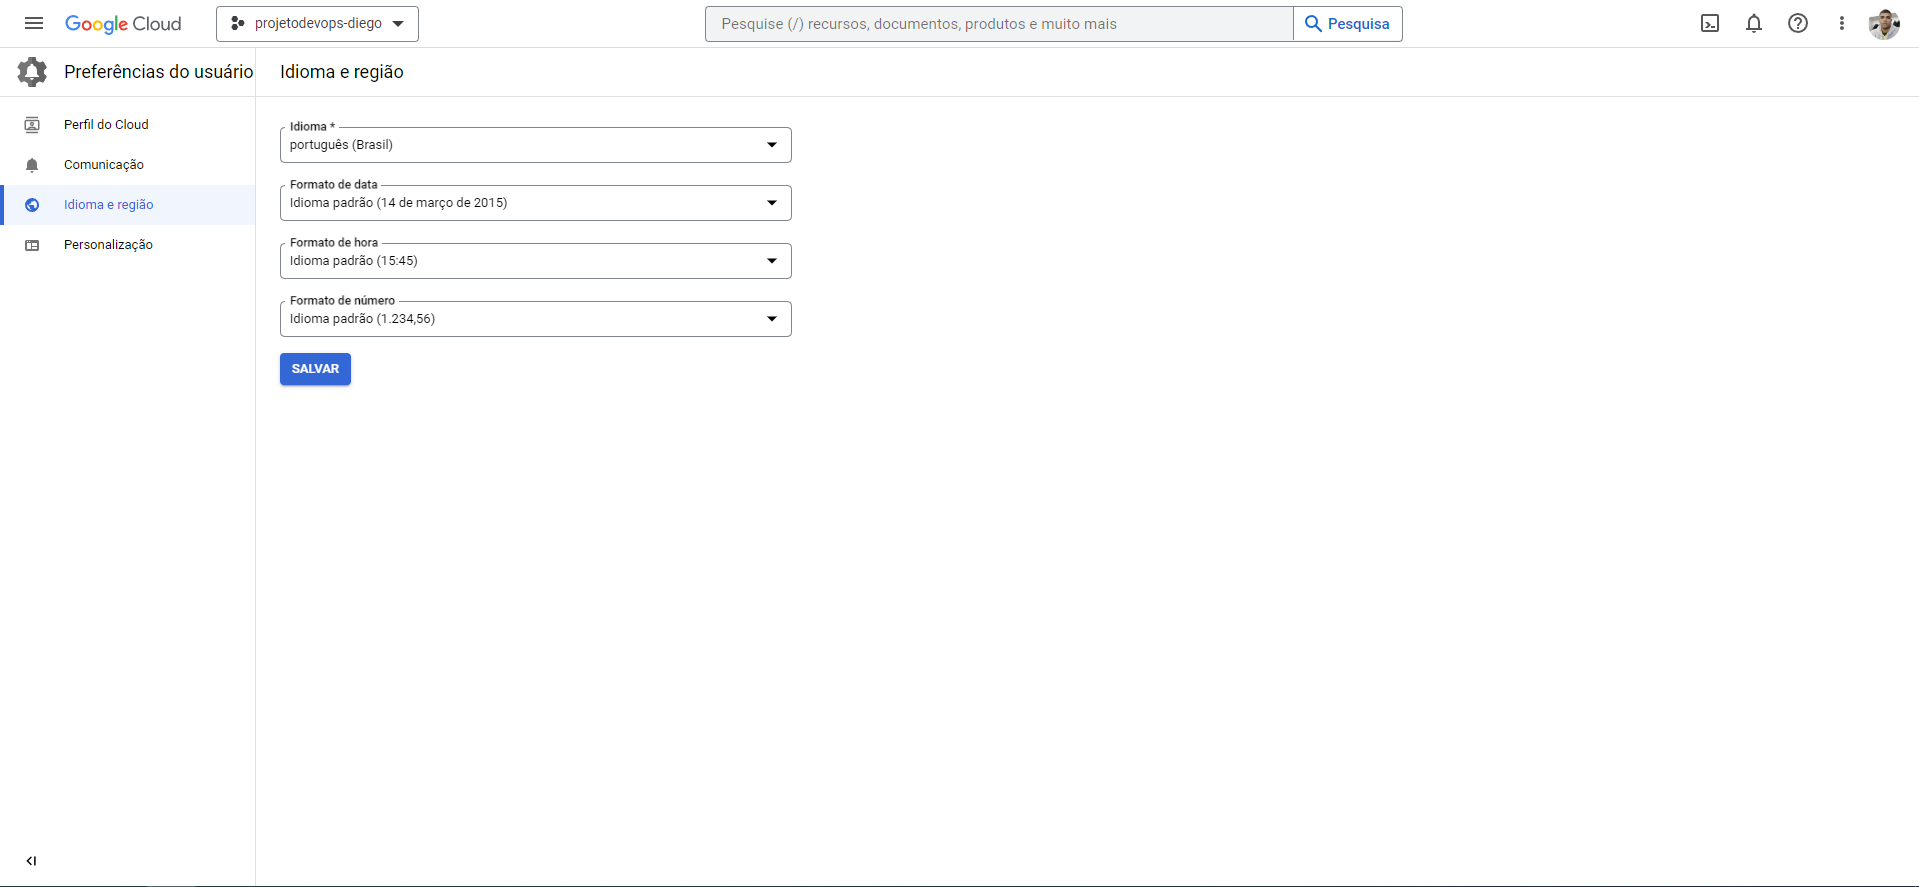 Google Cloud
projetodevops-diego
Pesquise (/) recursos, documentos, produtos e muito mais
Pesquisa
Preferências do usuário
Idioma e região
Perfil do Cloud
Comunicação
Idioma e região
Personalização
Idioma *
português (Brasil)
Formato de data
Idioma padrão (14 de março de 2015)
Formato de hora
Idioma padrão (15:45)
Formato de número
Idioma padrão (1.234,56)
SALVAR